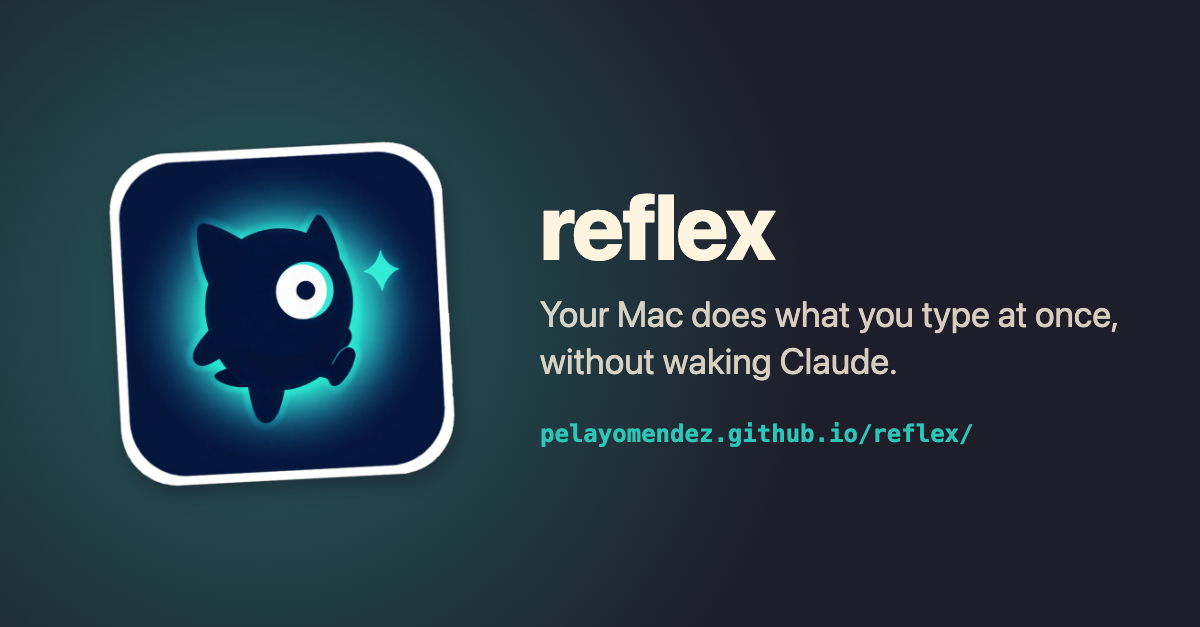 reflex
Your Mac does what you type at once,
without waking Claude.
pelayomendez.github.io/reflex/